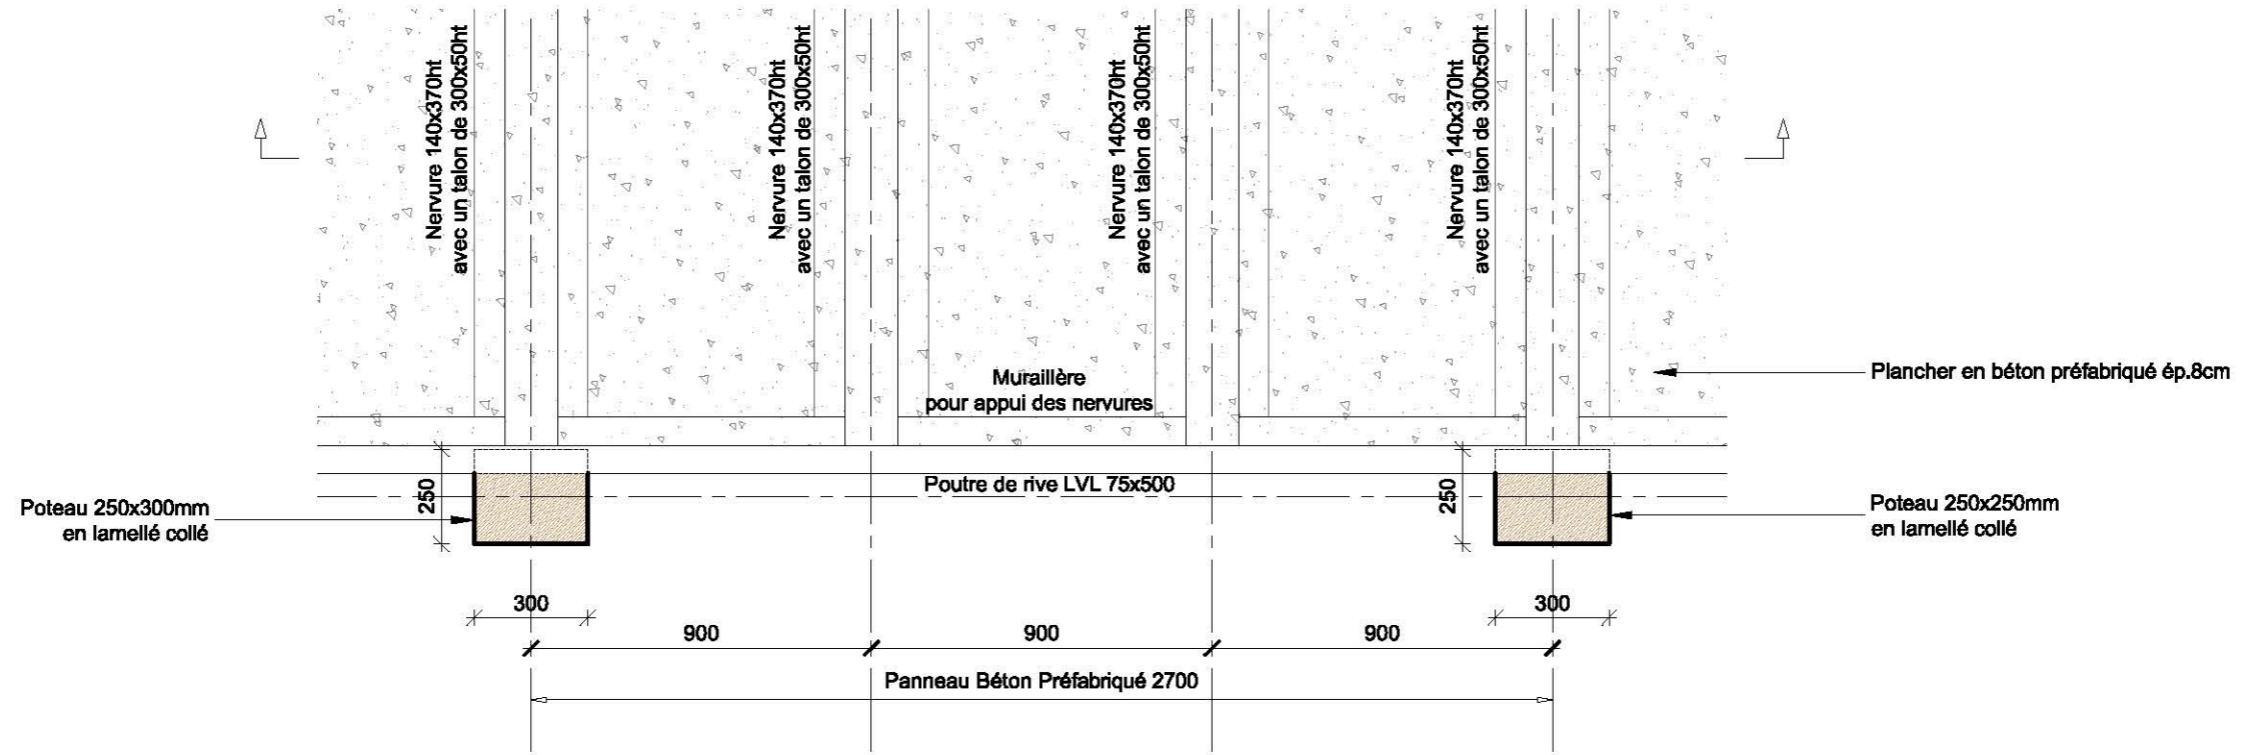 Nervure 140x370ht
avec un talon de 300x50ht
Nervure 140x370ht
avec un talon de 300x50ht
Nervure 140x370ht
avec un talon de 300x50ht
Nervure 140x370ht
avec un talon de 300x50ht
Plancher en béton préfabriqué ép.8cm
Muraillère
pour appui des nervures
Poutre de rive LVL 75x500
250
250
Poteau 250x300mm
en lamellé collé
Poteau 250x250mm
en lamellé collé
300
300
900
900
900
Panneau Béton Préfabriqué 2700